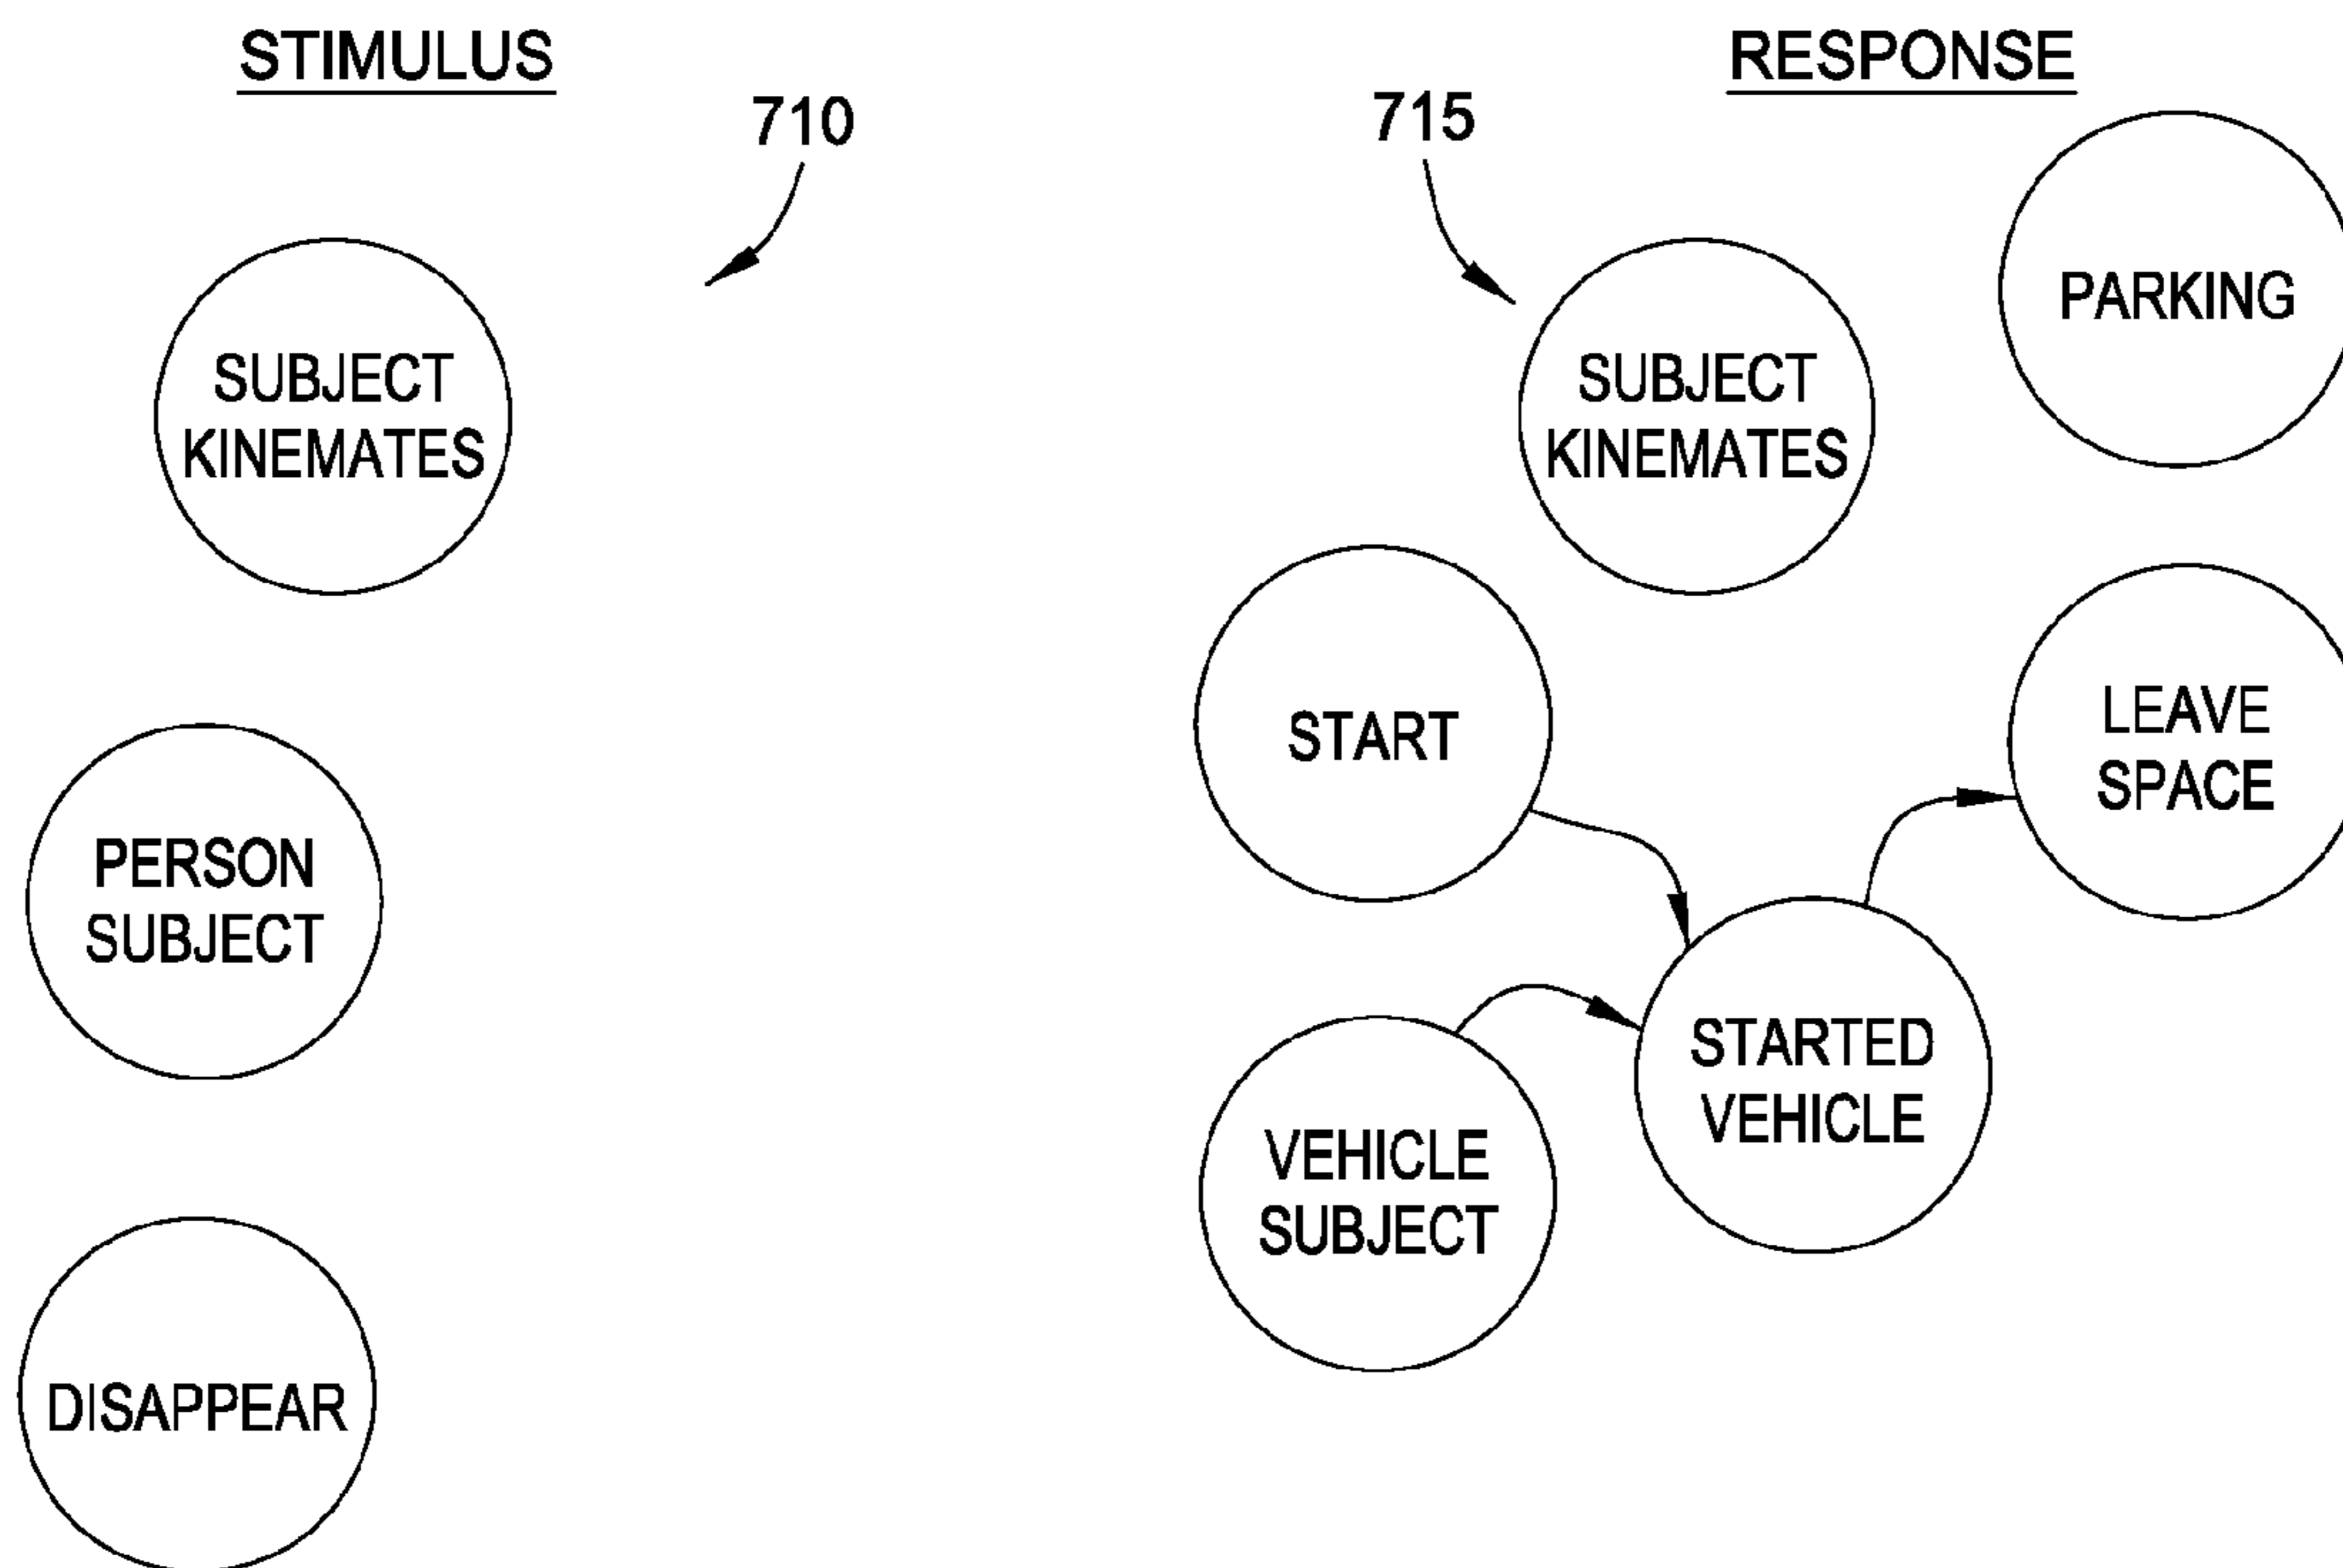 STIMULUS
RESPONSE
710
715
SUBJECT
KINEMATES
SUBJECT
KINEMATES
PARKING
START
LEAVE
SPACE
PERSON
SUBJECT
STARTED
VEHICLE
VEHICLE
SUBJECT
DISAPPEAR